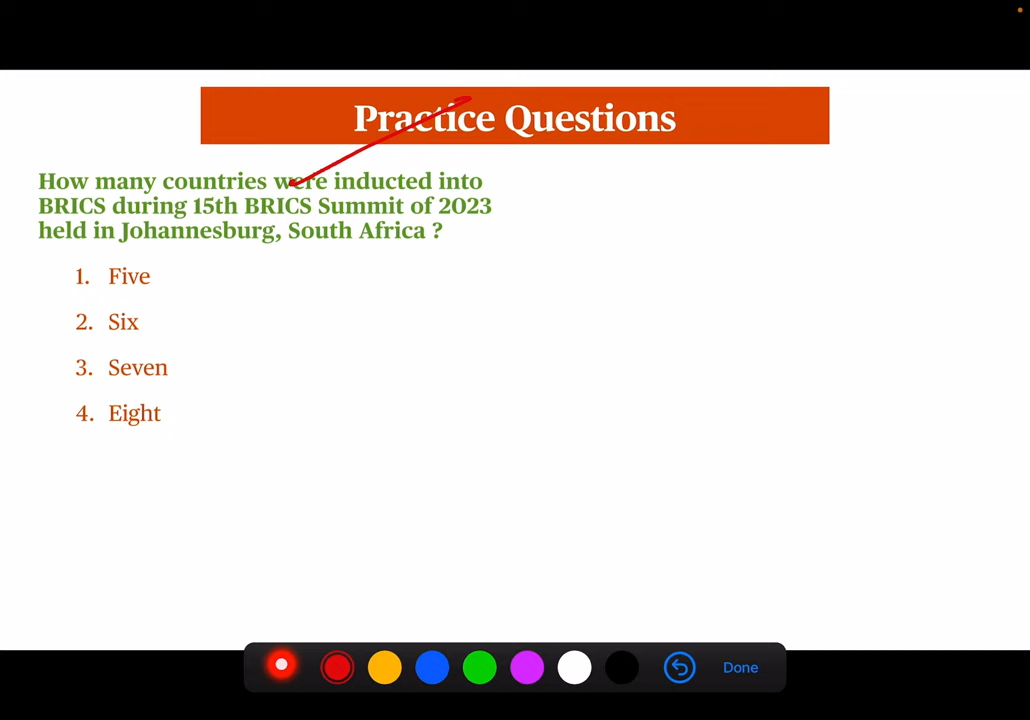 Practice Questions
How many countries were inducted into
BRICS during 15th BRICS Summit of 2023
held in Johannesburg, South Africa ?
1. Five
2. Six
3. Seven
4. Eight
Done